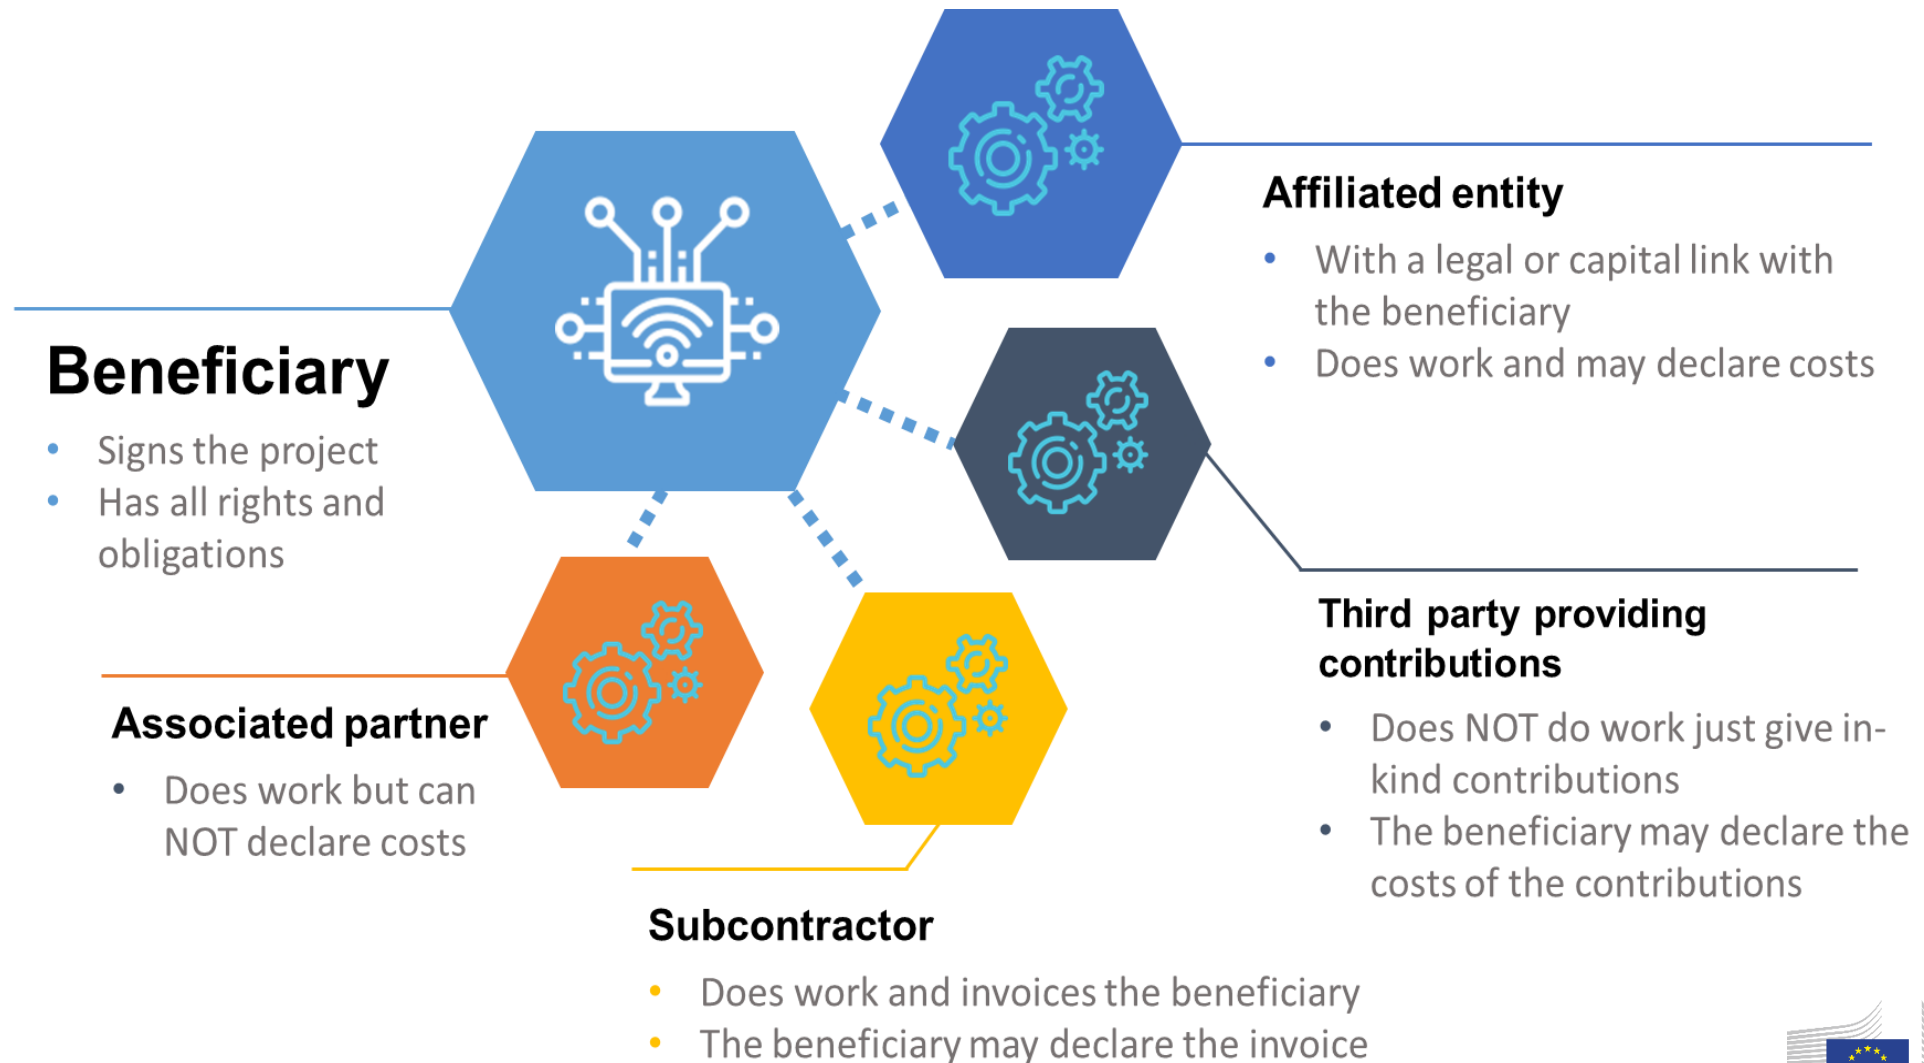 Beneficiary
• Signs the project
• Has all rights and
obligations
Affiliated entity
• With a legal or capital link with
the beneficiary
• Does work and may declare costs
Associated partner
• Does work but can
NOT declare costs
Third party providing
contributions
• Does NOT do work just give in-
kind contributions
• The beneficiary may declare the
costs of the contributions
Subcontractor
• Does work and invoices the beneficiary
• The beneficiary may declare the invoice